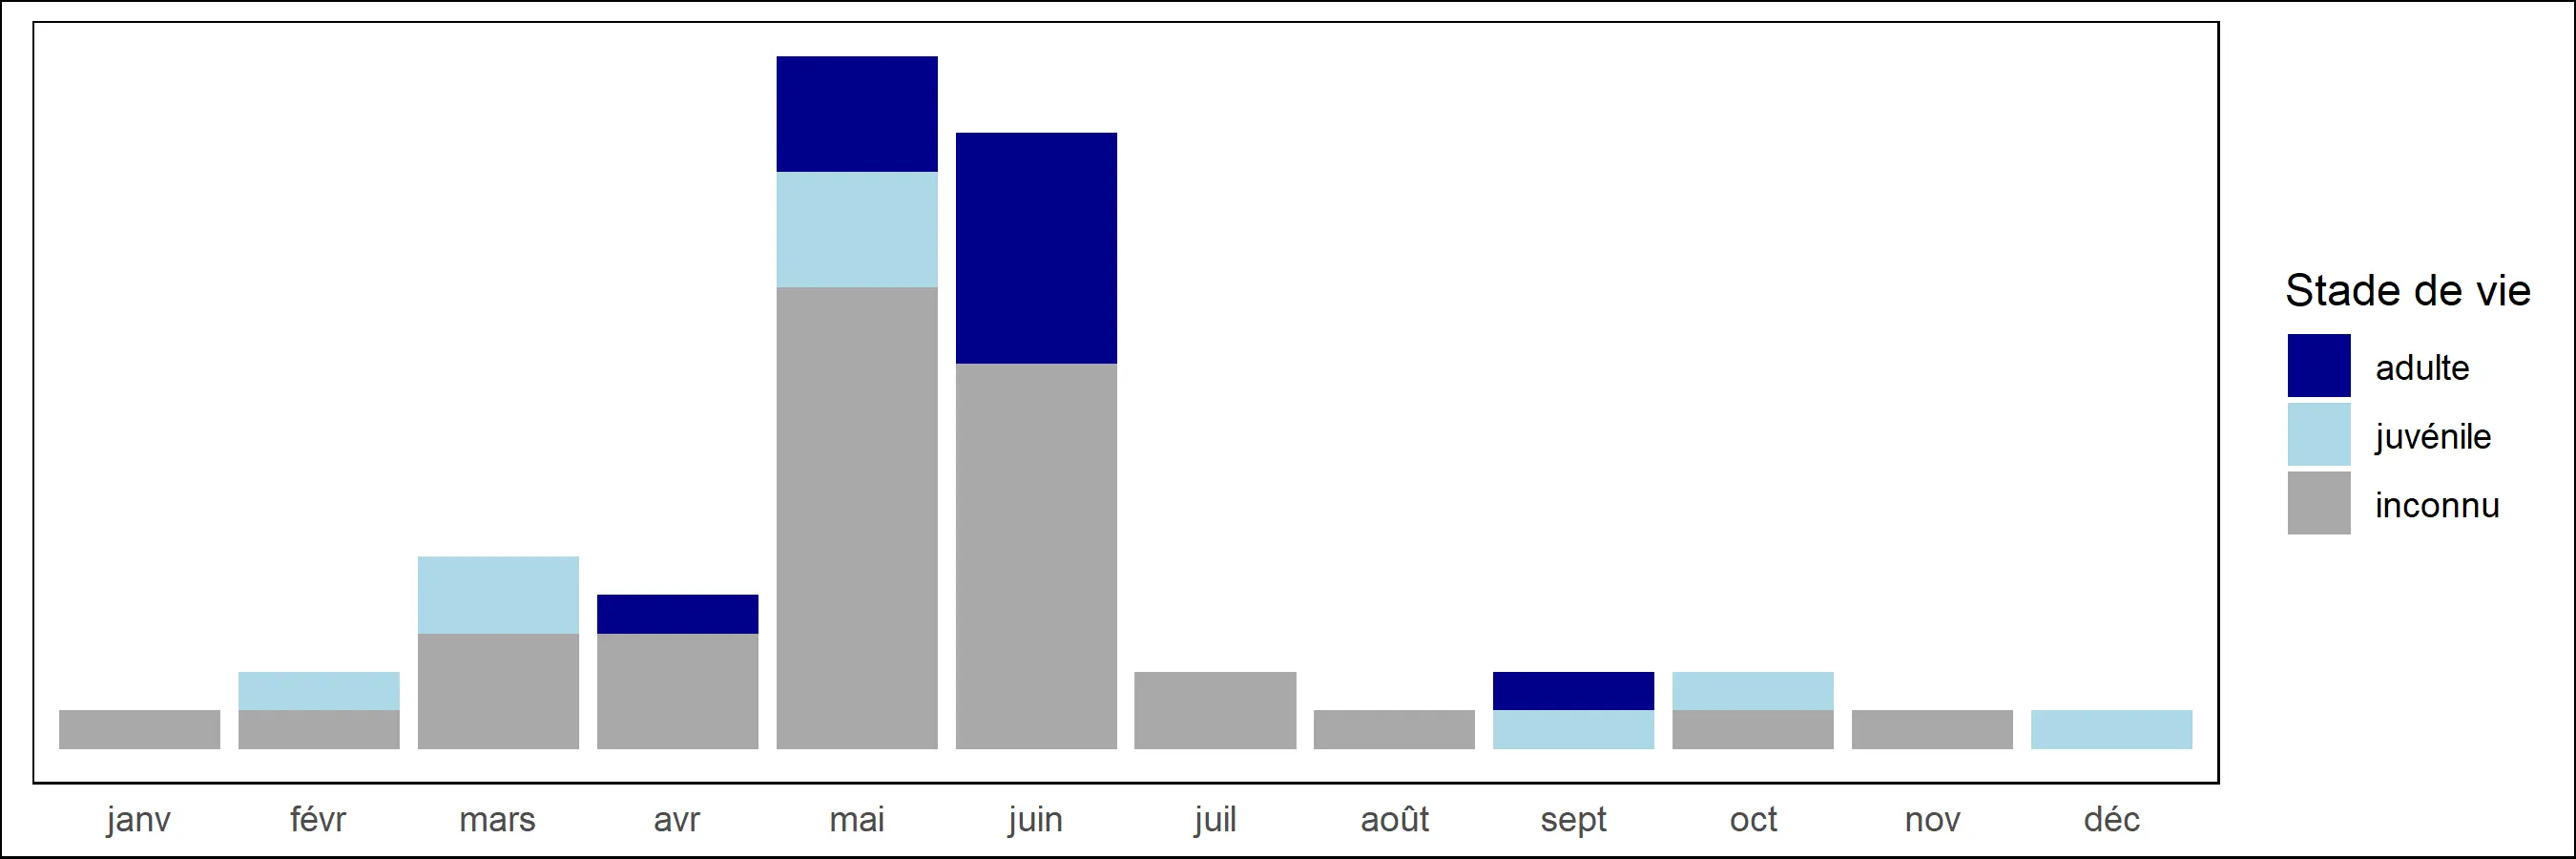 Stade de vie
adulte
juvénile
inconnu
janv févr mars avr mai juin juil août sept oct nov déc